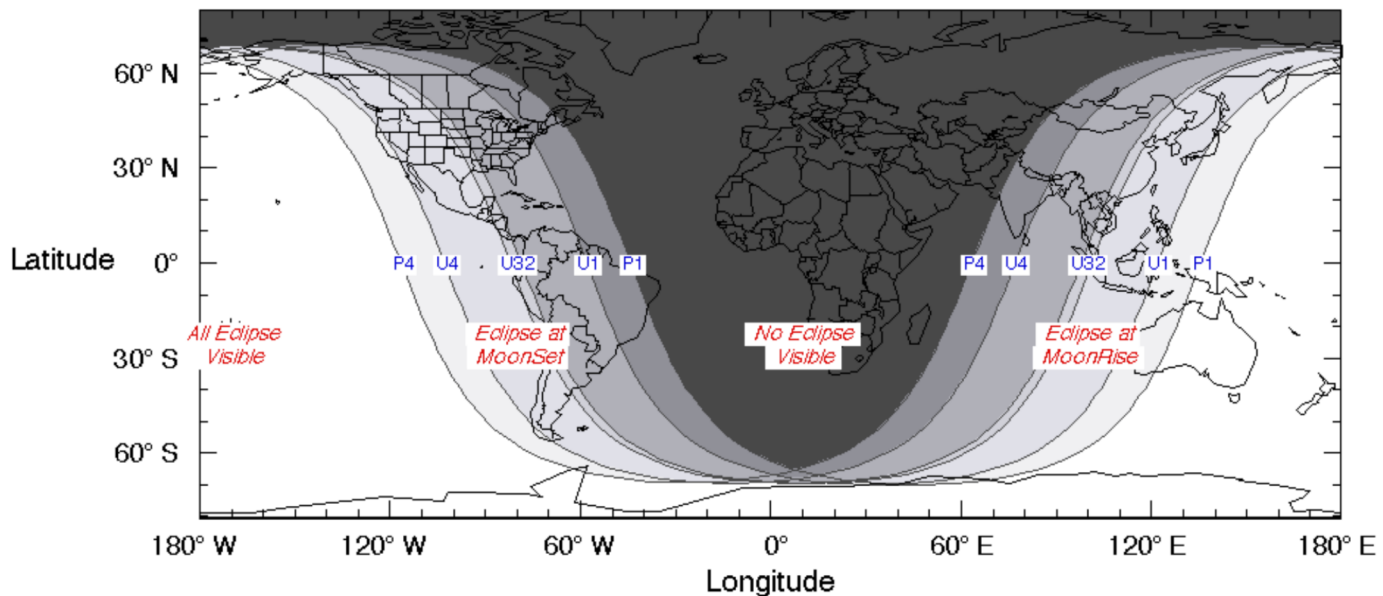 60° N
30° N
Latitude 0°
P4 U4 U32 U1 P1 P4 U4 U32 U1 P1
All Eclipse
Visible
Eclipse at
MoonSet
No Eclipse
Visible
Eclipse at
MoonRise
30° S
60° S
180° W 120° W 60° W 0° 60° E 120° E 180° E
Longitude